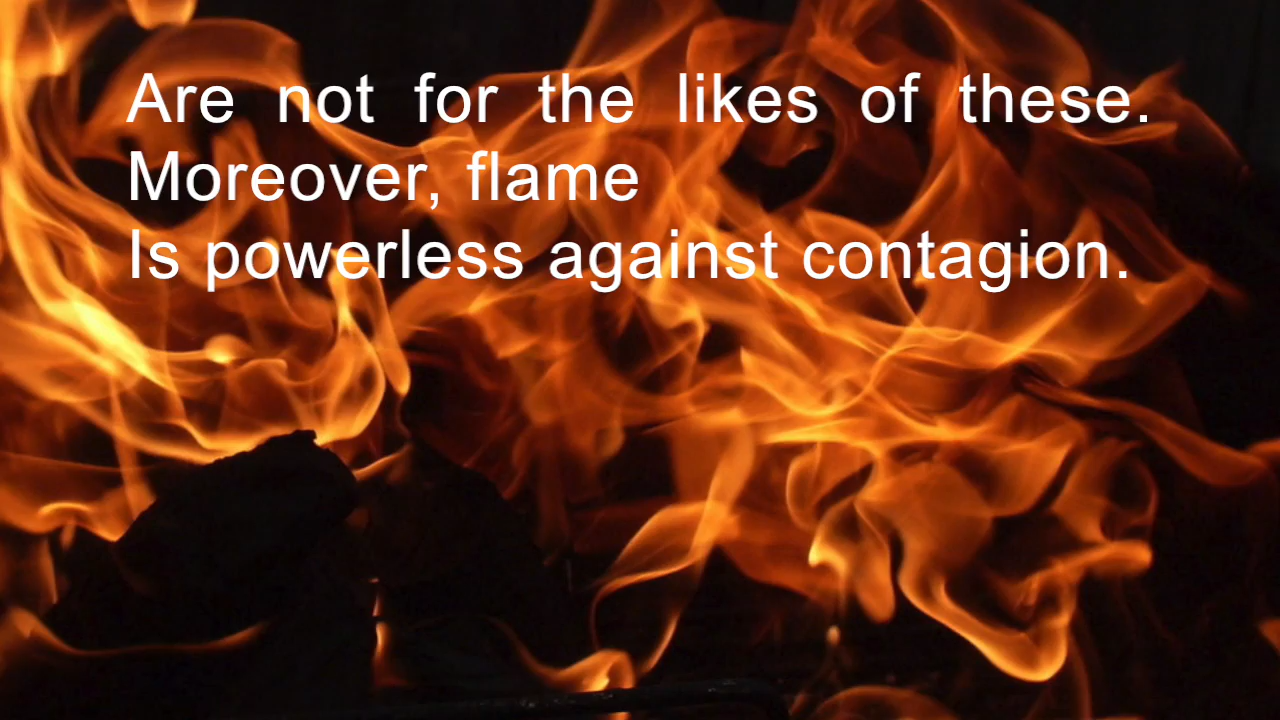 Are not for the likes of these.
Moreover, flame
Is powerless against contagion.